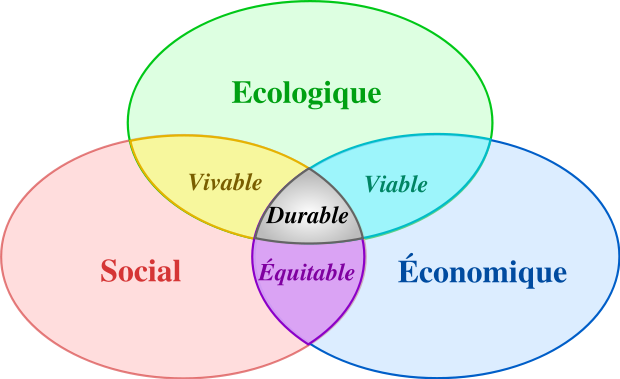 Ecologique
Vivable
Viable
Durable
Social
Équitable
Économique